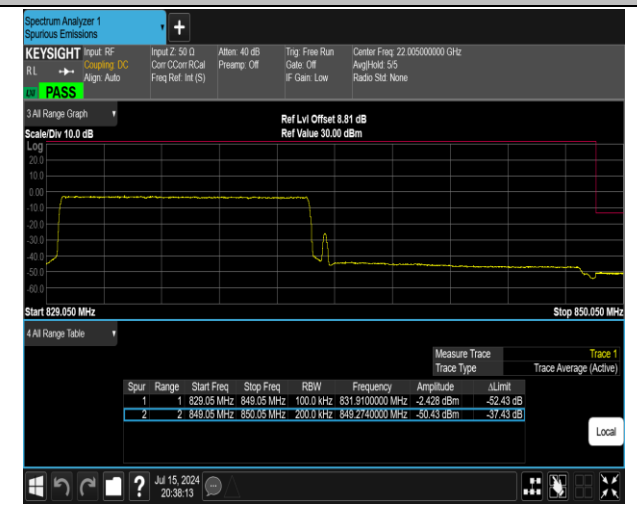 Spectrum Analyzer 1
Spurious Emissions
KEYSIGHT Input: RF Input Z: 50 Ω Atten: 40 dB Trig: Free Run Center Freq: 22.005000000 GHz
RL Coupling: DC Corr CCorr RCal Preamp: Off Gate: Off Avg|Hold: 5/5
Align: Auto Freq Ref: Int (S) IF Gain: Low Radio Std: None
LXI PASS
3 All Range Graph
Ref Lvl Offset 8.81 dB
Scale/Div 10.0 dB Ref Value 30.00 dBm
Log
20.0
10.0
0.00
-10.0
-20.0
-30.0
-40.0
-50.0
-60.0
Start 829.050 MHz Stop 850.050 MHz
4 All Range Table
Measure Trace Trace 1
Trace Type Trace Average (Active)
Spur Range Start Freq Stop Freq RBW Frequency Amplitude ΔLimit
1 1 829.05 MHz 849.05 MHz 100.0 kHz 831.9100000 MHz -2.428 dBm -52.43 dB
2 2 849.05 MHz 850.05 MHz 200.0 kHz 849.2740000 MHz -50.43 dBm -37.43 dB
Local
? Jul 15, 2024
20:38:13